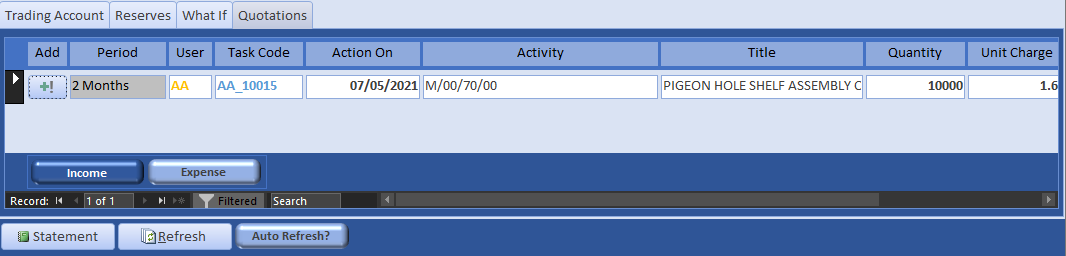 Trading Account Reserves What If Quotations
Add Period User Task Code Action On Activity Title Quantity Unit Charge
+! 2 Months AA AA_10015 07/05/2021 M/00/70/00 PIGEON HOLE SHELF ASSEMBLY C 10000 1.6
Income Expense
Record: 1 of 1 Filtered Search
Statement Refresh Auto Refresh?